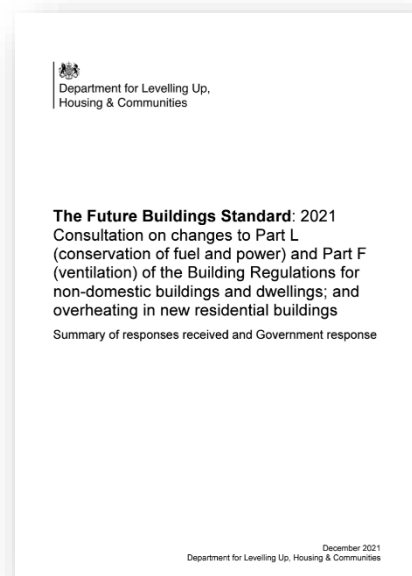 Department for Levelling Up,
Housing & Communities
The Future Buildings Standard: 2021
Consultation on changes to Part L
(conservation of fuel and power) and Part F
(ventilation) of the Building Regulations for
non-domestic buildings and dwellings; and
overheating in new residential buildings
Summary of responses received and Government response
December 2021
Department for Levelling Up, Housing & Communities